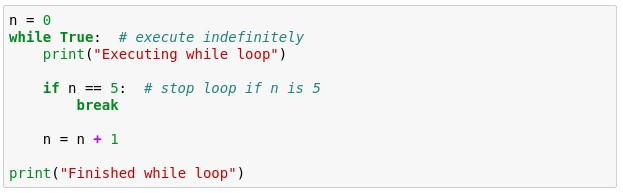 n = 0
while True:  # execute indefinitely
    print("Executing while loop")
    if n == 5:  # stop loop if n is 5
        break
    n = n + 1
print("Finished while loop")